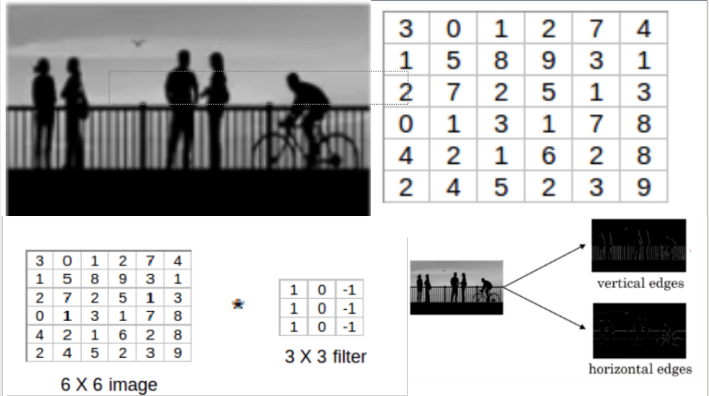 3 0 1 2 7 4
1 5 8 9 3 1
2 7 2 5 1 3
0 1 3 1 7 8
4 2 1 6 2 8
2 4 5 2 3 9
3 0 1 2 7 4
1 5 8 9 3 1
2 7 2 5 1 3
0 1 3 1 7 8
4 2 1 6 2 8
2 4 5 2 3 9
6 X 6 image
*
1 0 -1
1 0 -1
1 0 -1
3 X 3 filter
vertical edges
horizontal edges